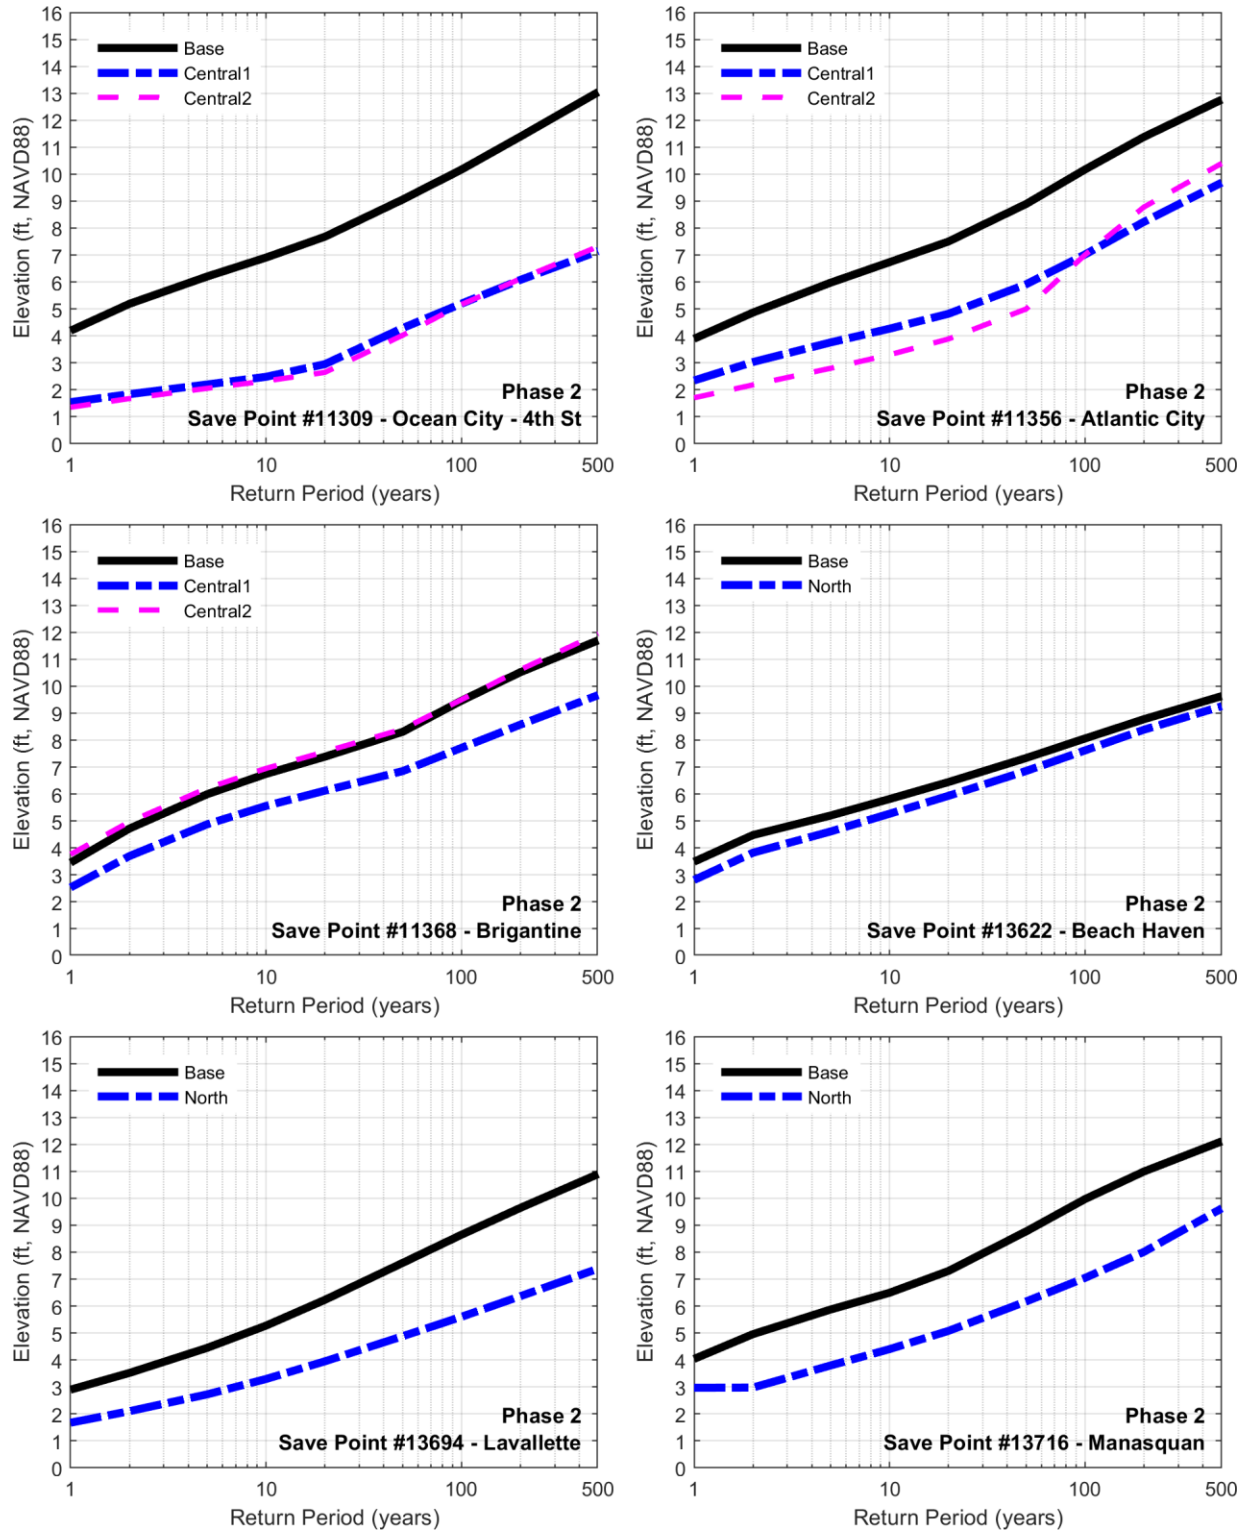 16
15
14
13
12
11
10
9
8
7
6
5
4
3
2
1
0
Elevation (ft, NAVD88)
Base
Central1
Central2
Phase 2
Save Point #11309 - Ocean City - 4th St
1 10 100 500
Return Period (years)
16
15
14
13
12
11
10
9
8
7
6
5
4
3
2
1
0
Elevation (ft, NAVD88)
Base
Central1
Central2
Phase 2
Save Point #11356 - Atlantic City
1 10 100 500
Return Period (years)
16
15
14
13
12
11
10
9
8
7
6
5
4
3
2
1
0
Elevation (ft, NAVD88)
Base
Central1
Central2
Phase 2
Save Point #11368 - Brigantine
1 10 100 500
Return Period (years)
16
15
14
13
12
11
10
9
8
7
6
5
4
3
2
1
0
Elevation (ft, NAVD88)
Base
North
Phase 2
Save Point #13622 - Beach Haven
1 10 100 500
Return Period (years)
16
15
14
13
12
11
10
9
8
7
6
5
4
3
2
1
0
Elevation (ft, NAVD88)
Base
North
Phase 2
Save Point #13694 - Lavallette
1 10 100 500
Return Period (years)
16
15
14
13
12
11
10
9
8
7
6
5
4
3
2
1
0
Elevation (ft, NAVD88)
Base
North
Phase 2
Save Point #13716 - Manasquan
1 10 100 500
Return Period (years)